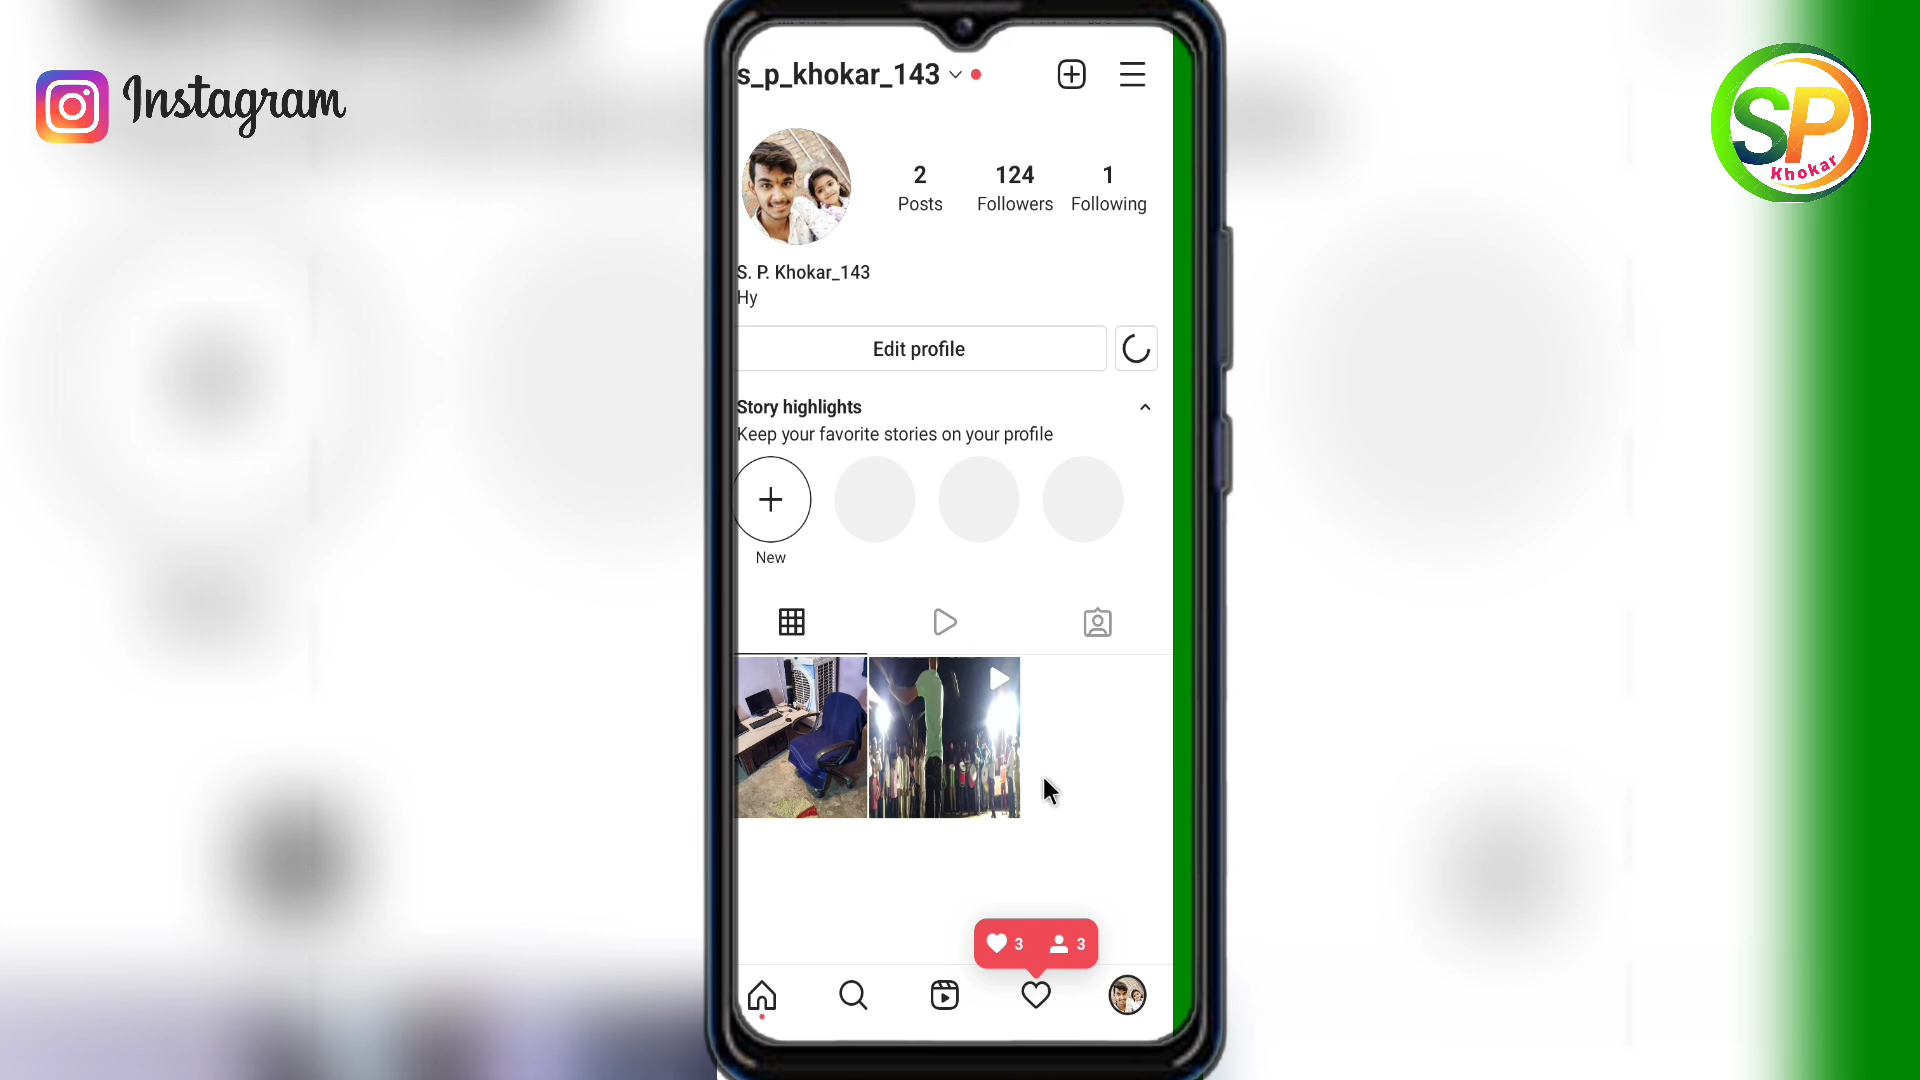 Instagram
SP
Khokar
s_p_khokar_143
2
Posts
124
Followers
1
Following
S. P. Khokar_143
Hy
Edit profile
Story highlights
Keep your favorite stories on your profile
New
3
3